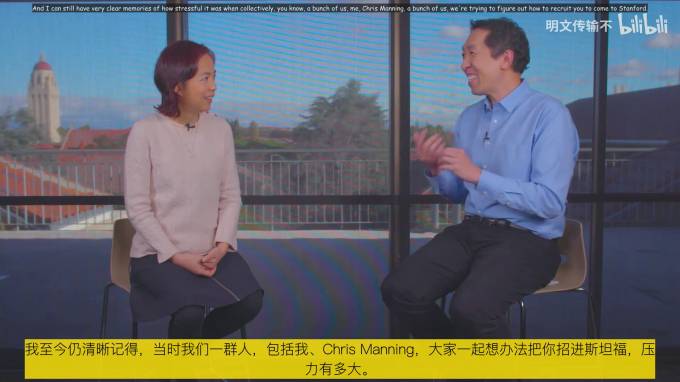 And I can still have very clear memories of how stressful it was when collectively, you know, a bunch of us, me, Chris Manning, a bunch of us, we're trying to figure out how to recruit you to come to Stanford.
明文传输不 bilibili
我至今仍清晰记得，当时我们一群人，包括我、Chris Manning，大家一起想办法把你招进斯坦福，压
力有多大。